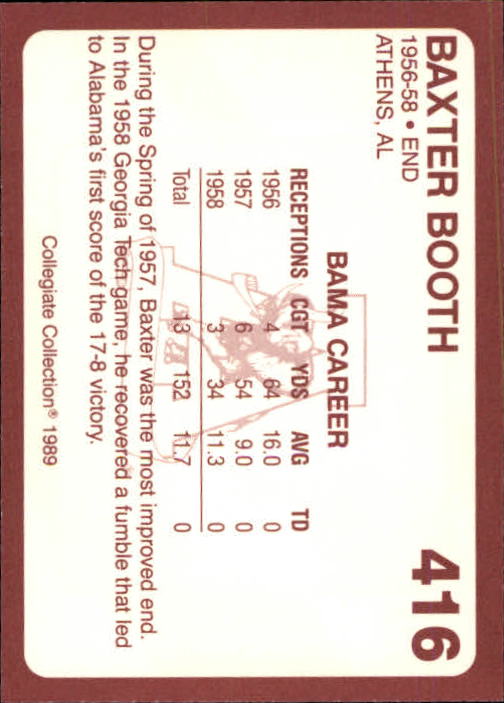 BAXTER BOOTH 416
1956-58 • END
ATHENS, AL
BAMA CAREER
RECEPTIONS CGT YDS AVG TD
1956 4 64 16.0 0
1957 6 54 9.0 0
1958 3 34 11.3 0
Total 13 152 11.7 0
During the Spring of 1957, Baxter was the most improved end.
In the 1958 Georgia Tech game, he recovered a fumble that led
to Alabama's first score of the 17-8 victory.
Collegiate Collection® 1989